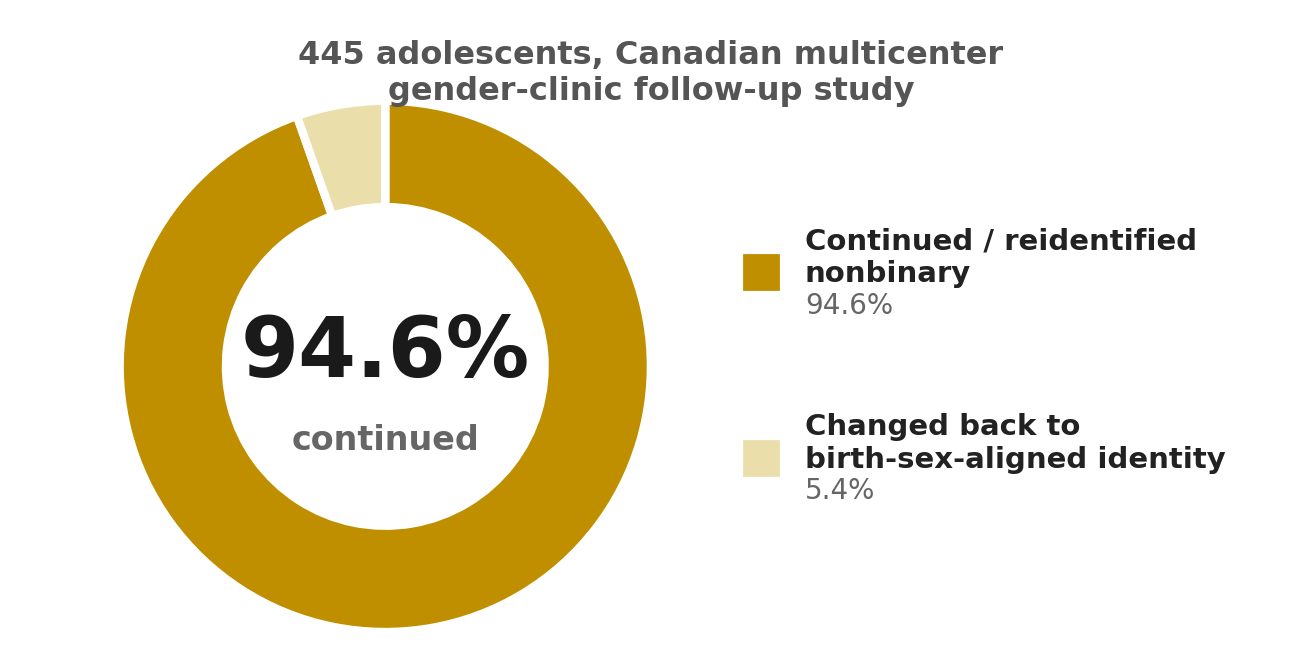 445 adolescents, Canadian multicenter
gender-clinic follow-up study
94.6%
continued
Continued / reidentified
nonbinary
94.6%
Changed back to
birth-sex-aligned identity
5.4%